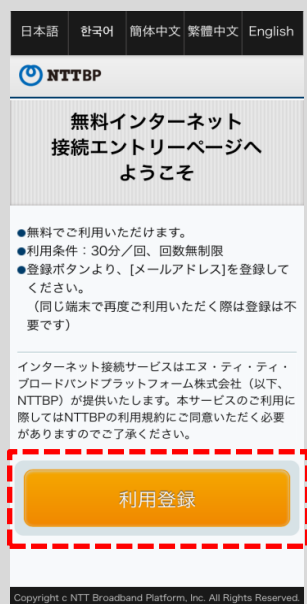 日本語 한국어 简体中文 繁體中文 English
NTTBP
無料インターネット
接続エントリーページへ
ようこそ
●無料でご利用いただけます。
●利用条件：30分／回、回数無制限
●登録ボタンより、[メールアドレス]を登録して
ください。
（同じ端末で再度ご利用いただく際は登録は不
要です）
インターネット接続サービスはエヌ・ティ・ティ・
ブロードバンドプラットフォーム株式会社（以下、
NTTBP）が提供いたします。本サービスのご利用に
際してはNTTBPの利用規約にご同意いただく必要
がありますのでご了承ください。
利用登録
Copyright c NTT Broadband Platform, Inc. All Rights Reserved.